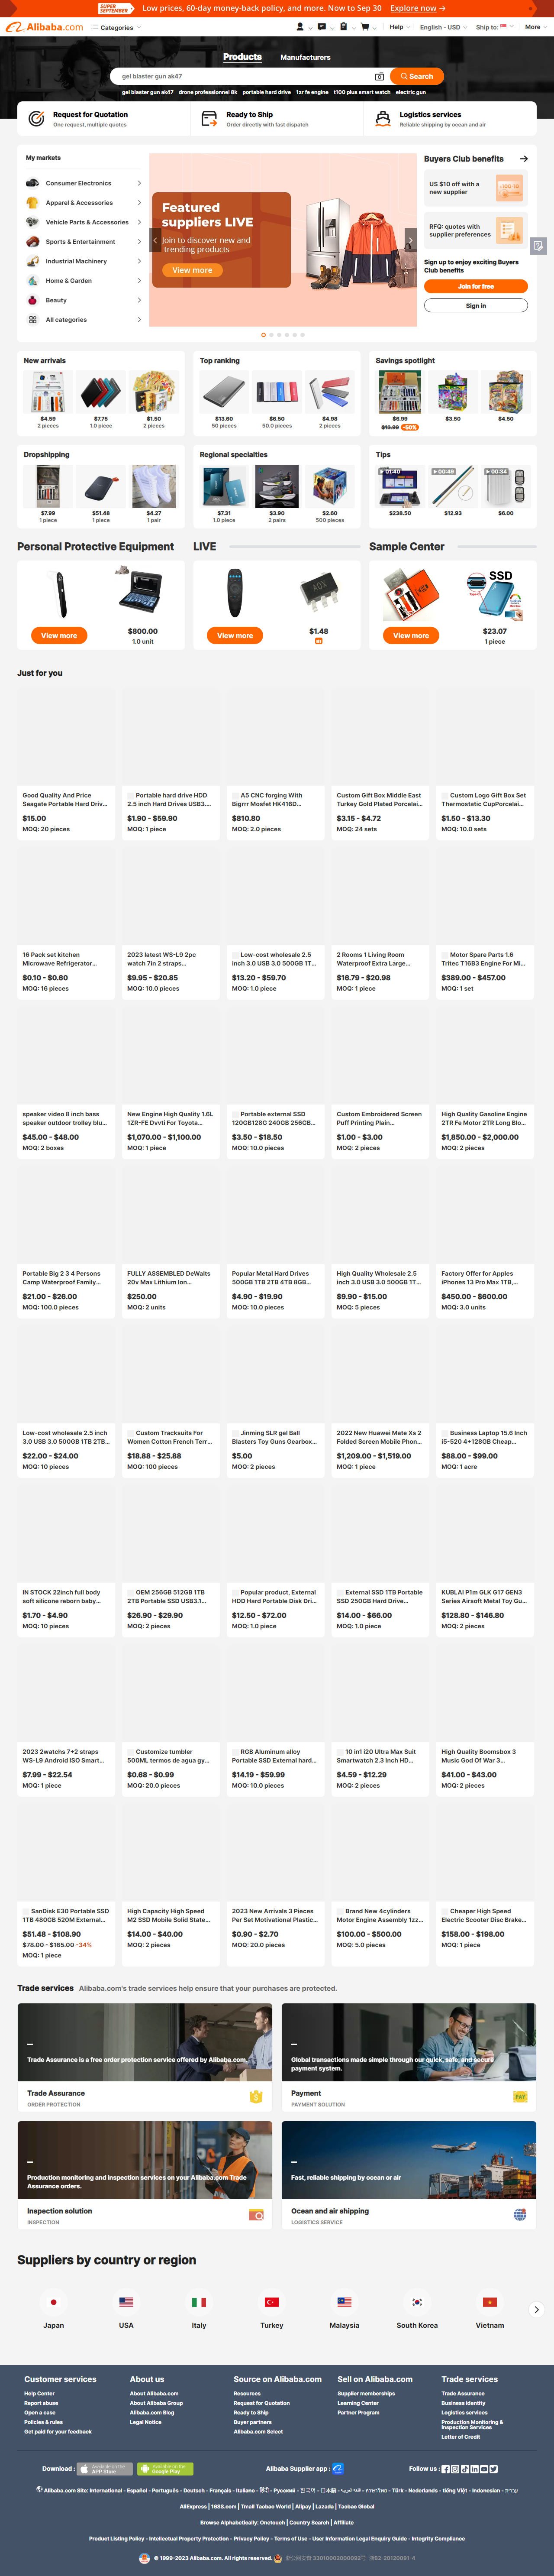 SUPER SEPTEMBER Low prices, 60-day money-back policy, and more. Now to Sep 30 Explore now →
Alibaba.com Categories Help English - USD Ship to: More
Products Manufacturers
gel blaster gun ak47 Search
gel blaster gun ak47 drone professionnel 8k portable hard drive 1zr fe engine t100 plus smart watch electric gun
Request for Quotation
One request, multiple quotes
Ready to Ship
Order directly with fast dispatch
Logistics services
Reliable shipping by ocean and air
My markets
Consumer Electronics
Apparel & Accessories
Vehicle Parts & Accessories
Sports & Entertainment
Industrial Machinery
Home & Garden
Beauty
All categories
Featured
suppliers LIVE
Join to discover new and
trending products
View more
Buyers Club benefits
US $10 off with a
new supplier
RFQ: quotes with
supplier preferences
Sign up to enjoy exciting Buyers
Club benefits
Join for free
Sign in
New arrivals
$4.59 $7.75 $1.50
2 pieces 1.0 piece 2 pieces
Top ranking
$13.60 $6.50 $4.98
50 pieces 50.0 pieces 2 pieces
Savings spotlight
$6.99 $3.50 $4.50
$13.99 -50%
Dropshipping
$7.99 $51.48 $4.27
1 piece 1 piece 1 pair
Regional specialties
$7.31 $3.90 $2.60
1.0 piece 2 pairs 500 pieces
Tips
01:40 00:49 00:34
$238.50 $12.93 $6.00
Personal Protective Equipment
View more
$800.00
1.0 unit
LIVE
View more
$1.48
Sample Center
SSD
View more
$23.07
1 piece
Just for you
Good Quality And Price
Seagate Portable Hard Driv...
$15.00
MOQ: 20 pieces
Portable hard drive HDD
2.5 inch Hard Drives USB3....
$1.90 - $59.90
MOQ: 1 piece
A5 CNC forging With
Bigrrr Mosfet HK416D...
$810.80
MOQ: 2.0 pieces
Custom Gift Box Middle East
Turkey Gold Plated Porcelai...
$3.15 - $4.72
MOQ: 24 sets
Custom Logo Gift Box Set
Thermostatic CupPorcelai...
$1.50 - $13.30
MOQ: 10.0 sets
16 Pack set kitchen
Microwave Refrigerator...
$0.10 - $0.60
MOQ: 16 pieces
2023 latest WS-L9 2pc
watch 7in 2 straps...
$9.95 - $20.85
MOQ: 10.0 pieces
Low-cost wholesale 2.5
inch 3.0 USB 3.0 500GB 1T...
$13.20 - $59.70
MOQ: 1.0 piece
2 Rooms 1 Living Room
Waterproof Extra Large...
$16.79 - $20.98
MOQ: 1 piece
Motor Spare Parts 1.6
Tritec T16B3 Engine For Mi...
$389.00 - $457.00
MOQ: 1 set
speaker video 8 inch bass
speaker outdoor trolley blu...
$45.00 - $48.00
MOQ: 2 boxes
New Engine High Quality 1.6L
1ZR-FE Dvvti For Toyota...
$1,070.00 - $1,100.00
MOQ: 1 piece
Portable external SSD
120GB128G 240GB 256GB...
$3.50 - $18.50
MOQ: 10.0 pieces
Custom Embroidered Screen
Puff Printing Plain...
$1.00 - $3.00
MOQ: 2 pieces
High Quality Gasoline Engine
2TR Fe Motor 2TR Long Blo...
$1,850.00 - $2,000.00
MOQ: 2 pieces
Portable Big 2 3 4 Persons
Camp Waterproof Family...
$21.00 - $26.00
MOQ: 100.0 pieces
FULLY ASSEMBLED DeWalts
20v Max Lithium Ion...
$250.00
MOQ: 2 units
Popular Metal Hard Drives
500GB 1TB 2TB 4TB 8GB...
$4.90 - $19.90
MOQ: 10.0 pieces
High Quality Wholesale 2.5
inch 3.0 USB 3.0 500GB 1T...
$9.90 - $15.00
MOQ: 5 pieces
Factory Offer for Apples
iPhones 13 Pro Max 1TB,...
$450.00 - $600.00
MOQ: 3.0 units
Low-cost wholesale 2.5 inch
3.0 USB 3.0 500GB 1TB 2TB...
$22.00 - $24.00
MOQ: 10 pieces
Custom Tracksuits For
Women Cotton French Terr...
$18.88 - $25.88
MOQ: 100 pieces
Jinming SLR gel Ball
Blasters Toy Guns Gearbox...
$5.00
MOQ: 2 pieces
2022 New Huawei Mate Xs 2
Folded Screen Mobile Phon...
$1,209.00 - $1,519.00
MOQ: 1 piece
Business Laptop 15.6 Inch
i5-520 4+128GB Cheap...
$88.00 - $99.00
MOQ: 1 acre
IN STOCK 22inch full body
soft silicone reborn baby...
$1.70 - $4.90
MOQ: 10 pieces
OEM 256GB 512GB 1TB
2TB Portable SSD USB3.1...
$26.90 - $29.90
MOQ: 2 pieces
Popular product, External
HDD Hard Portable Disk Dri...
$12.50 - $72.00
MOQ: 1.0 piece
External SSD 1TB Portable
SSD 250GB Hard Drive...
$14.00 - $66.00
MOQ: 1.0 piece
KUBLAI P1m GLK G17 GEN3
Series Airsoft Metal Toy Gu...
$128.80 - $146.80
MOQ: 2 pieces
2023 2watchs 7+2 straps
WS-L9 Android ISO Smart...
$7.99 - $22.54
MOQ: 1 piece
Customize tumbler
500ML termos de agua gy...
$0.68 - $0.99
MOQ: 20.0 pieces
RGB Aluminum alloy
Portable SSD External hard...
$14.19 - $59.99
MOQ: 10.0 pieces
10 in1 i20 Ultra Max Suit
Smartwatch 2.3 Inch HD...
$4.59 - $12.29
MOQ: 2 pieces
High Quality Boomsbox 3
Music God Of War 3...
$41.00 - $43.00
MOQ: 2 pieces
SanDisk E30 Portable SSD
1TB 480GB 520M External...
$51.48 - $108.90
$78.00 - $165.00 -34%
MOQ: 1 piece
High Capacity High Speed
M2 SSD Mobile Solid State...
$14.00 - $40.00
MOQ: 2 pieces
2023 New Arrivals 3 Pieces
Per Set Motivational Plastic...
$0.90 - $2.70
MOQ: 20.0 pieces
Brand New 4cylinders
Motor Engine Assembly 1zz...
$100.00 - $500.00
MOQ: 5.0 pieces
Cheaper High Speed
Electric Scooter Disc Brake...
$158.00 - $198.00
MOQ: 1 piece
Trade services Alibaba.com's trade services help ensure that your purchases are protected.
Trade Assurance is a free order protection service offered by Alibaba.com
Trade Assurance
ORDER PROTECTION
Global transactions made simple through our quick, safe, and secure
payment system.
Payment
PAYMENT SOLUTION
PAY
Production monitoring and inspection services on your Alibaba.com Trade
Assurance orders.
Inspection solution
INSPECTION
Fast, reliable shipping by ocean or air
Ocean and air shipping
LOGISTICS SERVICE
Suppliers by country or region
Japan USA Italy Turkey Malaysia South Korea Vietnam
Customer services
Help Center
Report abuse
Open a case
Policies & rules
Get paid for your feedback
About us
About Alibaba.com
About Alibaba Group
Alibaba.com Blog
Legal Notice
Source on Alibaba.com
Resources
Request for Quotation
Ready to Ship
Buyer partners
Alibaba.com Select
Sell on Alibaba.com
Supplier memberships
Learning Center
Partner Program
Trade services
Trade Assurance
Business identity
Logistics services
Production Monitoring &
Inspection Services
Letter of Credit
Download : Available on the APP Store Available on the Google Play Alibaba Supplier app : Follow us :
Alibaba.com Site: International - Español - Português - Deutsch - Français - Italiano - हिंदी - Pусский - 한국어 - 日本語 - اللغة العربية - ภาษาไทย - Türk - Nederlands - tiếng Việt - Indonesian - עברית
AliExpress | 1688.com | Tmall Taobao World | Alipay | Lazada | Taobao Global
Browse Alphabetically: Onetouch | Country Search | Affiliate
Product Listing Policy - Intellectual Property Protection - Privacy Policy - Terms of Use - User Information Legal Enquiry Guide - Integrity Compliance
© 1999-2023 Alibaba.com. All rights reserved. 浙公网安备 33010002000092号 浙B2-20120091-4